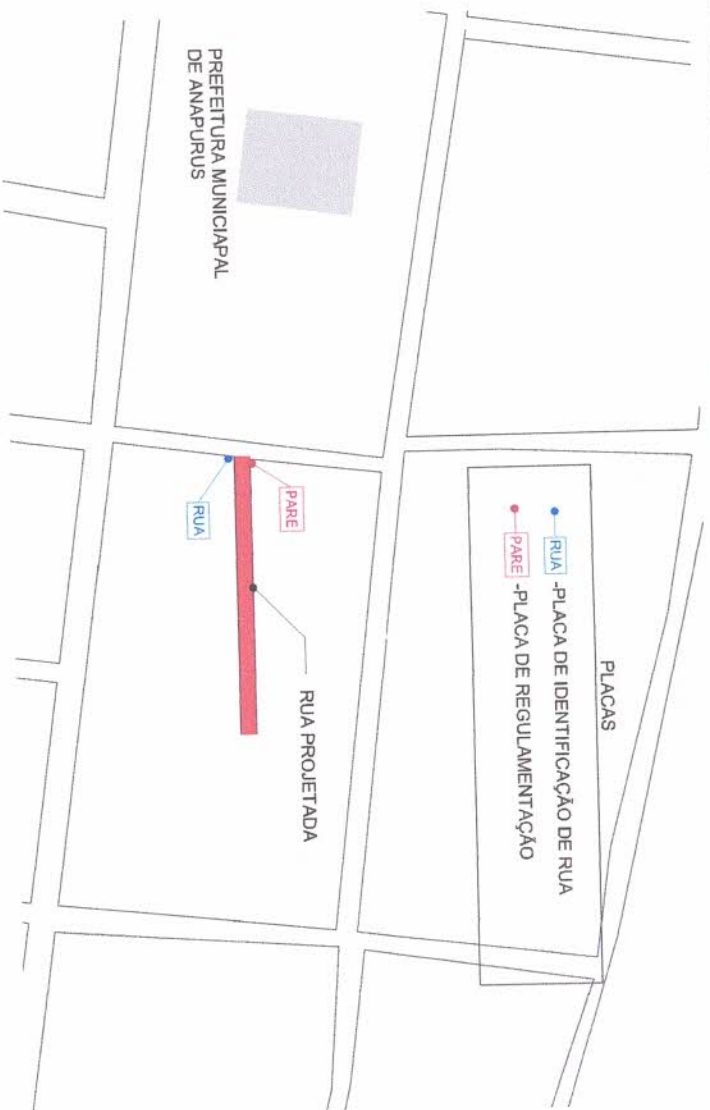 PREFEITURA MUNICIAPAL
DE ANAPURUS
PLACAS
RUA -PLACA DE IDENTIFICAÇÃO DE RUA
PARE -PLACA DE REGULAMENTAÇÃO
PARE
RUA
RUA PROJETADA